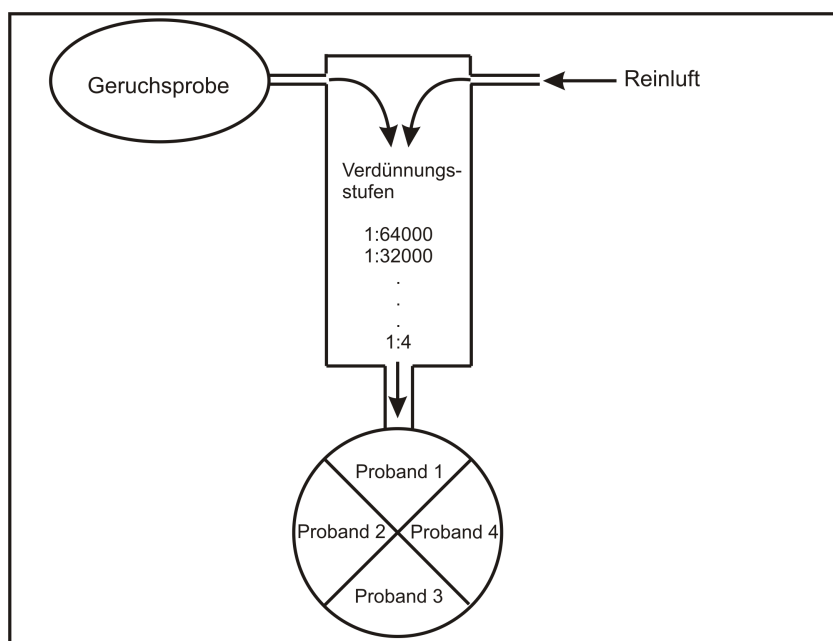 Geruchsprobe
Reinluft
Verdünnungs-
stufen
1:64000
1:32000
.
.
.
1:4
Proband 1
Proband 2
Proband 4
Proband 3